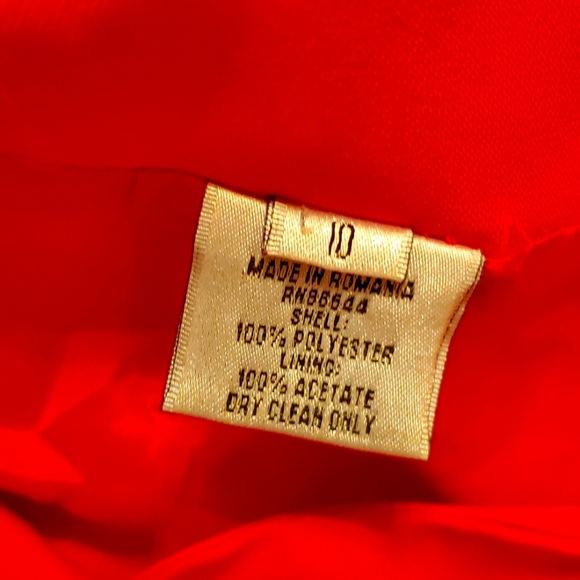 10
MADE IN ROMANIA
RN86644
SHELL:
100% POLYESTER
LINING:
100% ACETATE
DRY CLEAN ONLY